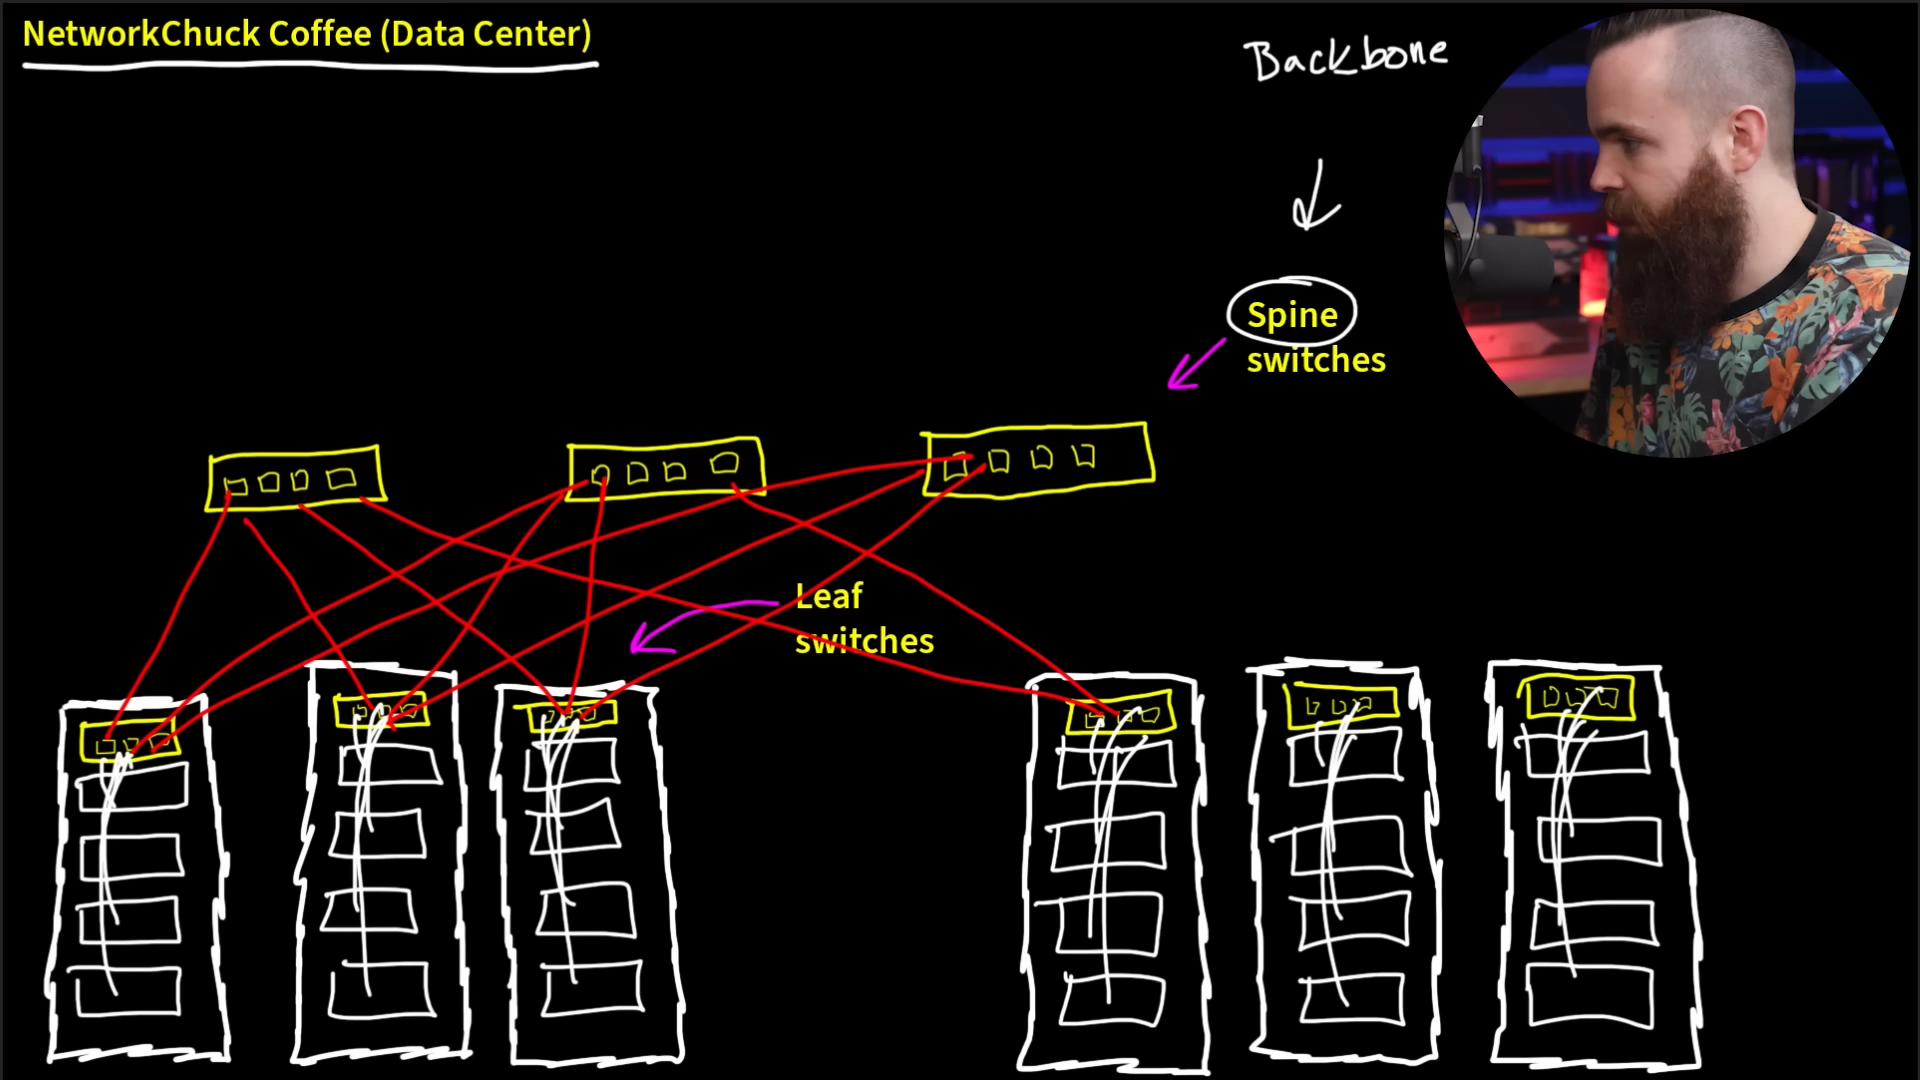 NetworkChuck Coffee (Data Center)
Backbone
Spine
switches
Leaf
switches